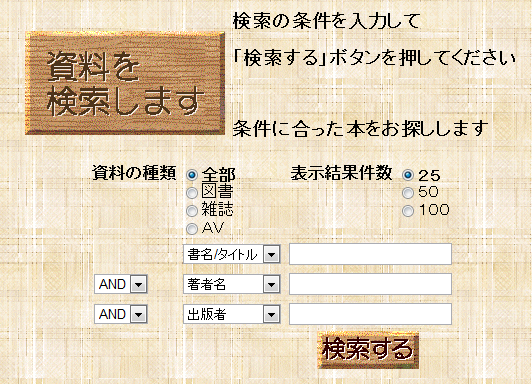 資料を
検索します
検索の条件を入力して
「検索する」ボタンを押してください
条件に合った本をお探しします
資料の種類
全部
図書
雑誌
AV
表示結果件数
25
50
100
書名/タイトル
AND 著者名
AND 出版者
検索する